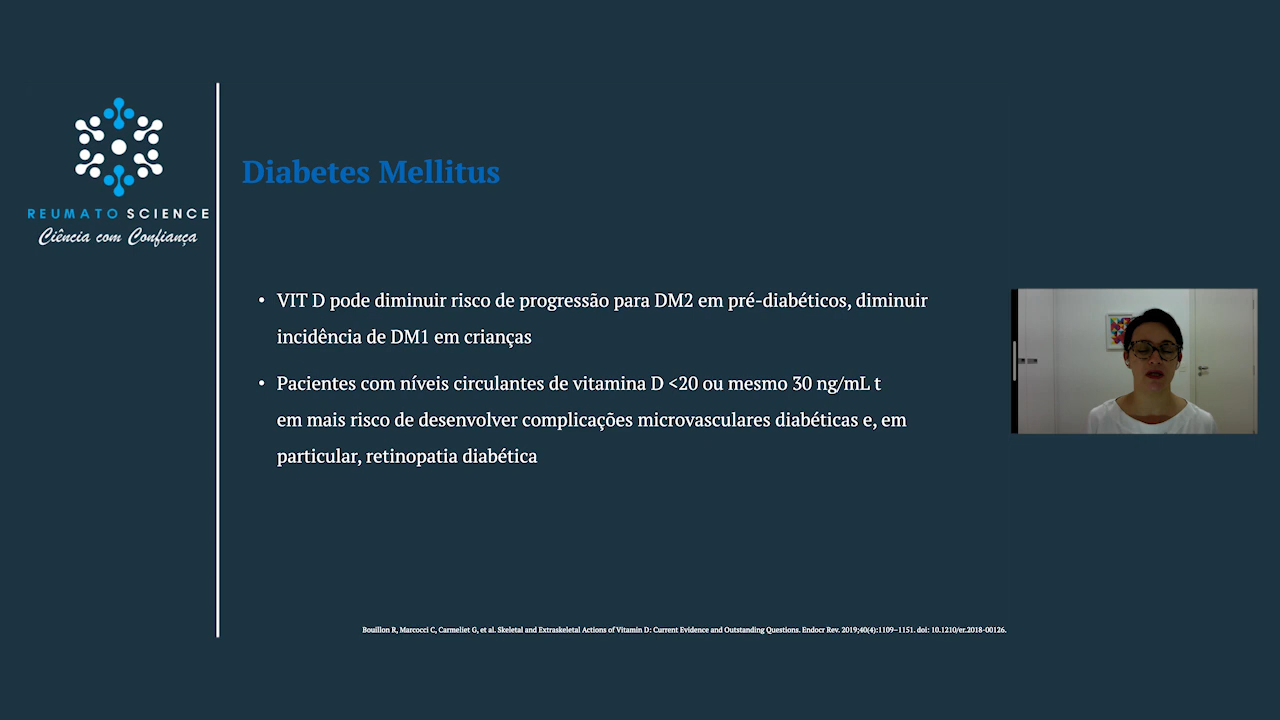 REUMATO SCIENCE
Ciência com Confiança
Diabetes Mellitus
• VIT D pode diminuir risco de progressão para DM2 em pré-diabéticos, diminuir
incidência de DM1 em crianças
• Pacientes com níveis circulantes de vitamina D <20 ou mesmo 30 ng/mL t
em mais risco de desenvolver complicações microvasculares diabéticas e, em
particular, retinopatia diabética
Bouillon R, Marcocci C, Carmeliet G, et al. Skeletal and Extraskeletal Actions of Vitamin D: Current Evidence and Outstanding Questions. Endocr Rev. 2019;40(4):1109–1151. doi: 10.1210/er.2018-00126.